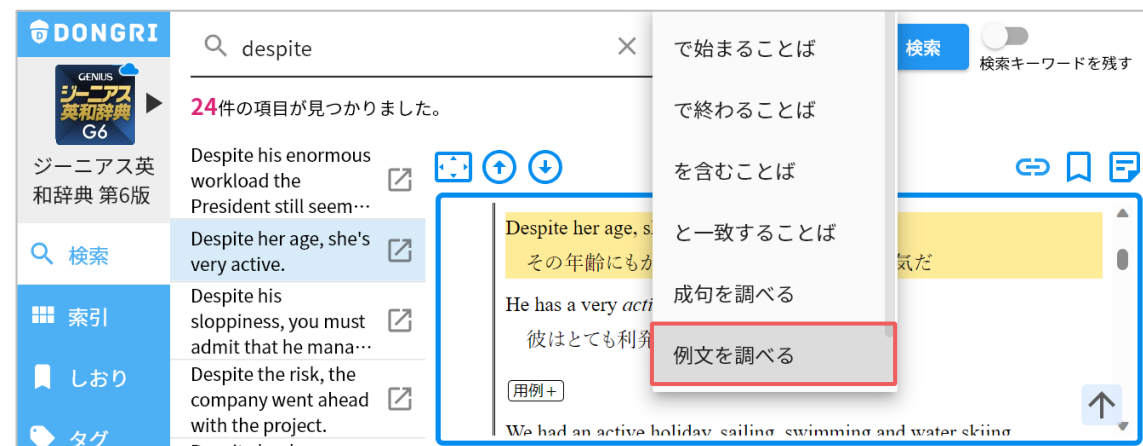 DONGRI
despite
GENIUS
ジーニアス
英和辞典
G6
ジーニアス英
和辞典 第6版
検索
索引
しおり
タグ
24件の項目が見つかりました。
Despite his enormous
workload the
President still seem…
Despite her age, she's
very active.
Despite his
sloppiness, you must
admit that he mana…
Despite the risk, the
company went ahead
with the project.
で始まることば
で終わることば
を含むことば
と一致することば
成句を調べる
例文を調べる
検索
検索キーワードを残す
Despite her age, s
その年齢にも 気だ
He has a very acti
彼はとても利発
用例+
We had an active holiday, sailing, swimming and water skiing